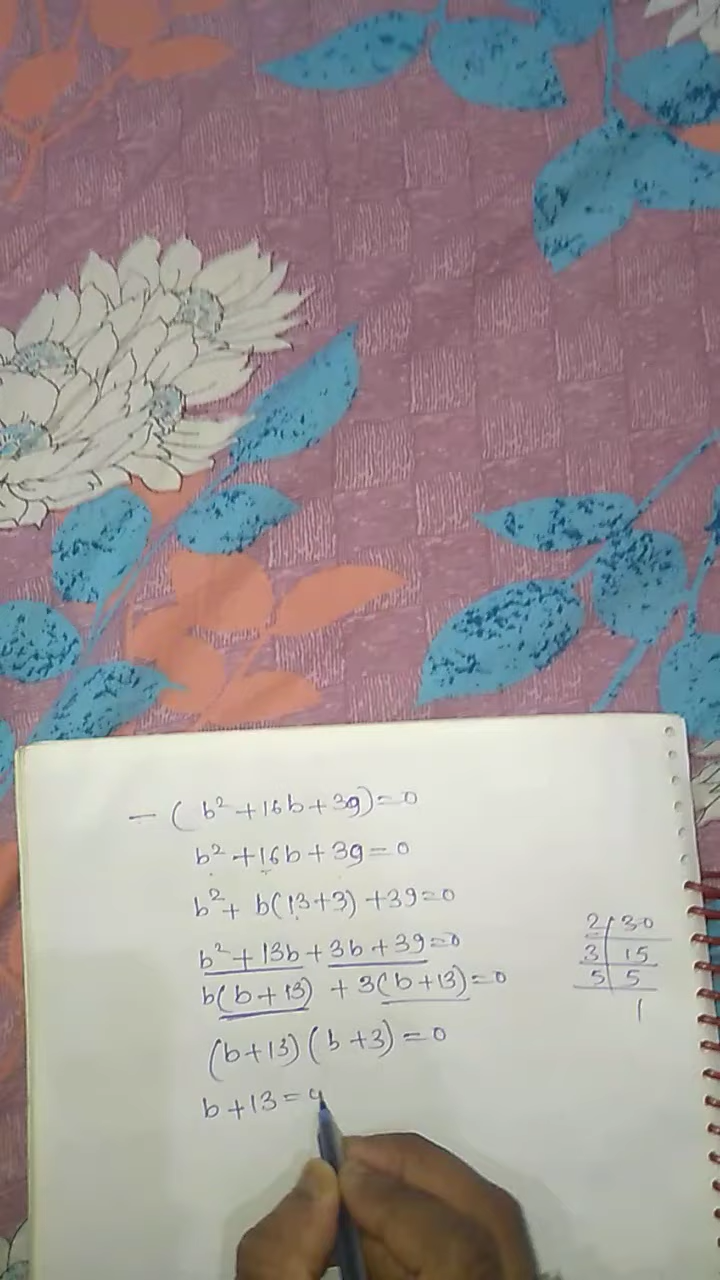 — (b² + 16b + 39) = 0
b² + 16b + 39 = 0
b² + b(13+3) + 39 = 0
b² + 13b + 3b + 39 = 0
b(b + 13) + 3(b + 13) = 0
(b + 13)(b + 3) = 0
b + 13 =
2 | 30
3 | 15
5 | 5
1